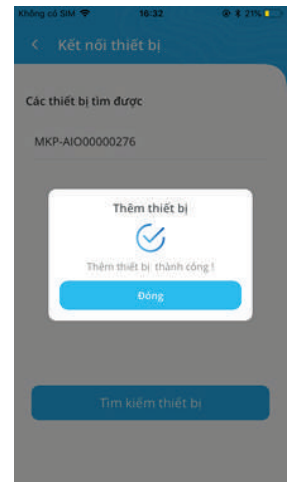 Không có SIM 16:32 21%
Kết nối thiết bị
Các thiết bị tìm được
MKP-AIO00000276
Thêm thiết bị
Thêm thiết bị thành công !
Đóng
Tìm kiếm thiết bị